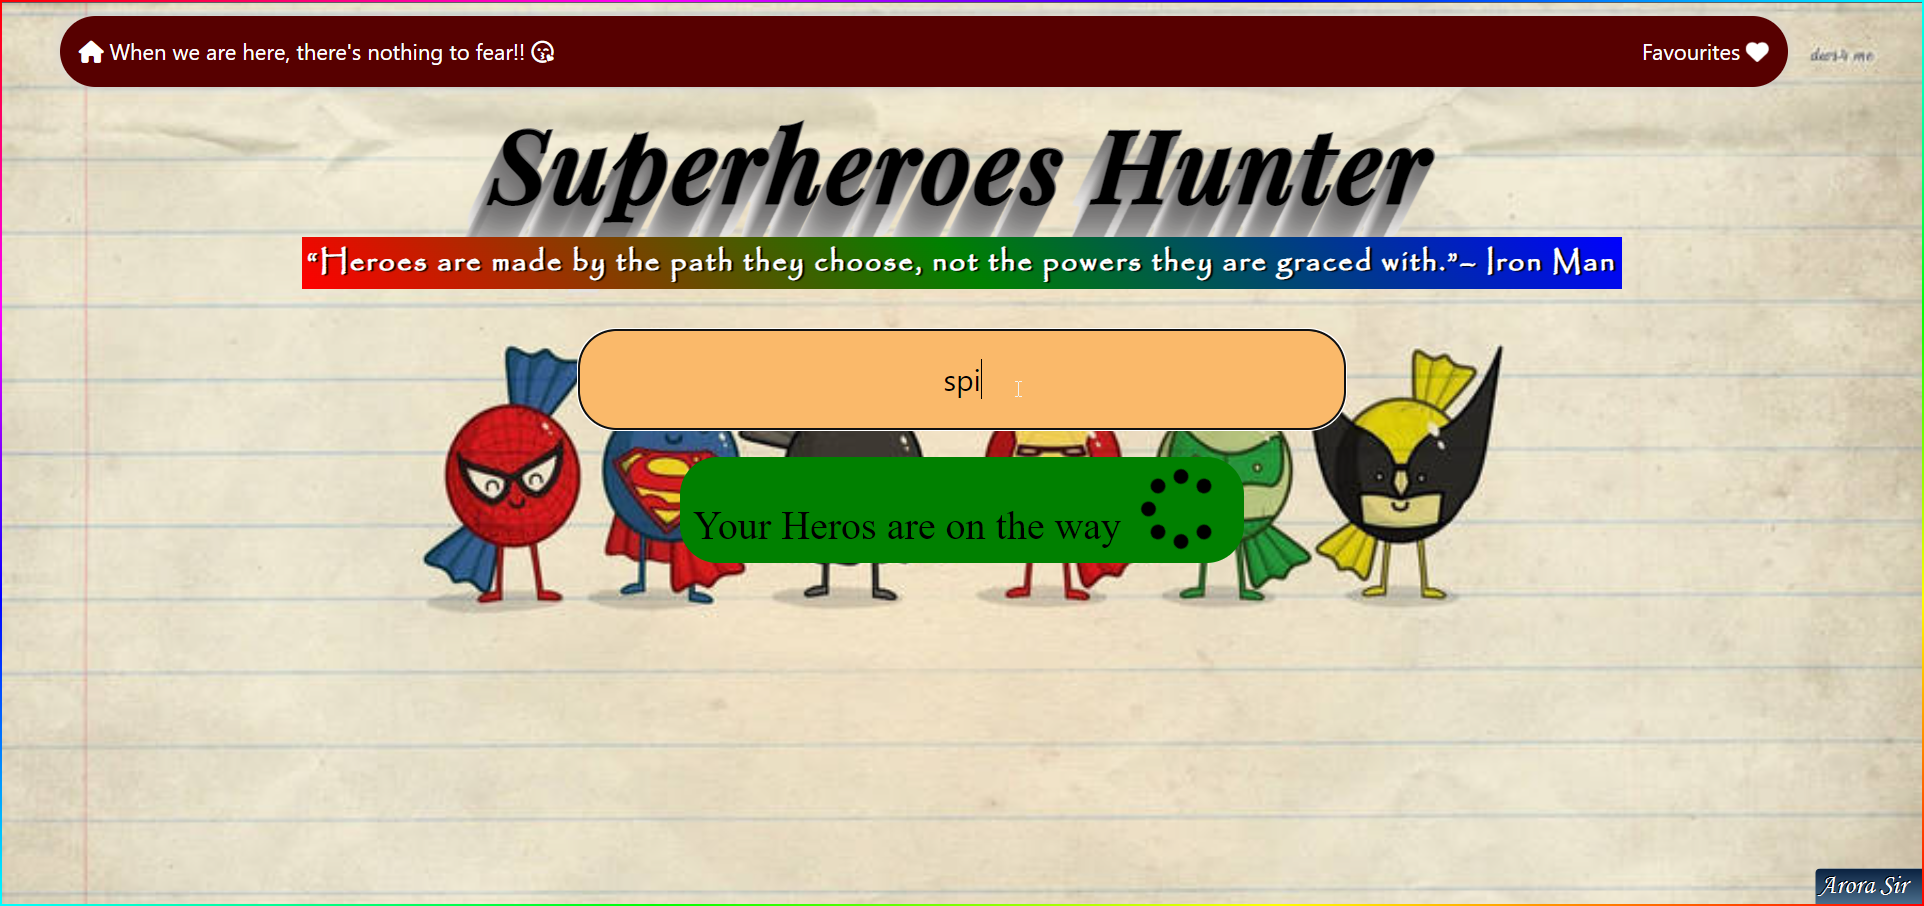 When we are here, there's nothing to fear!!
Favourites
Superheroes Hunter
“Heroes are made by the path they choose, not the powers they are graced with.”– Iron Man
spi
Your Heros are on the way
Arora Sir